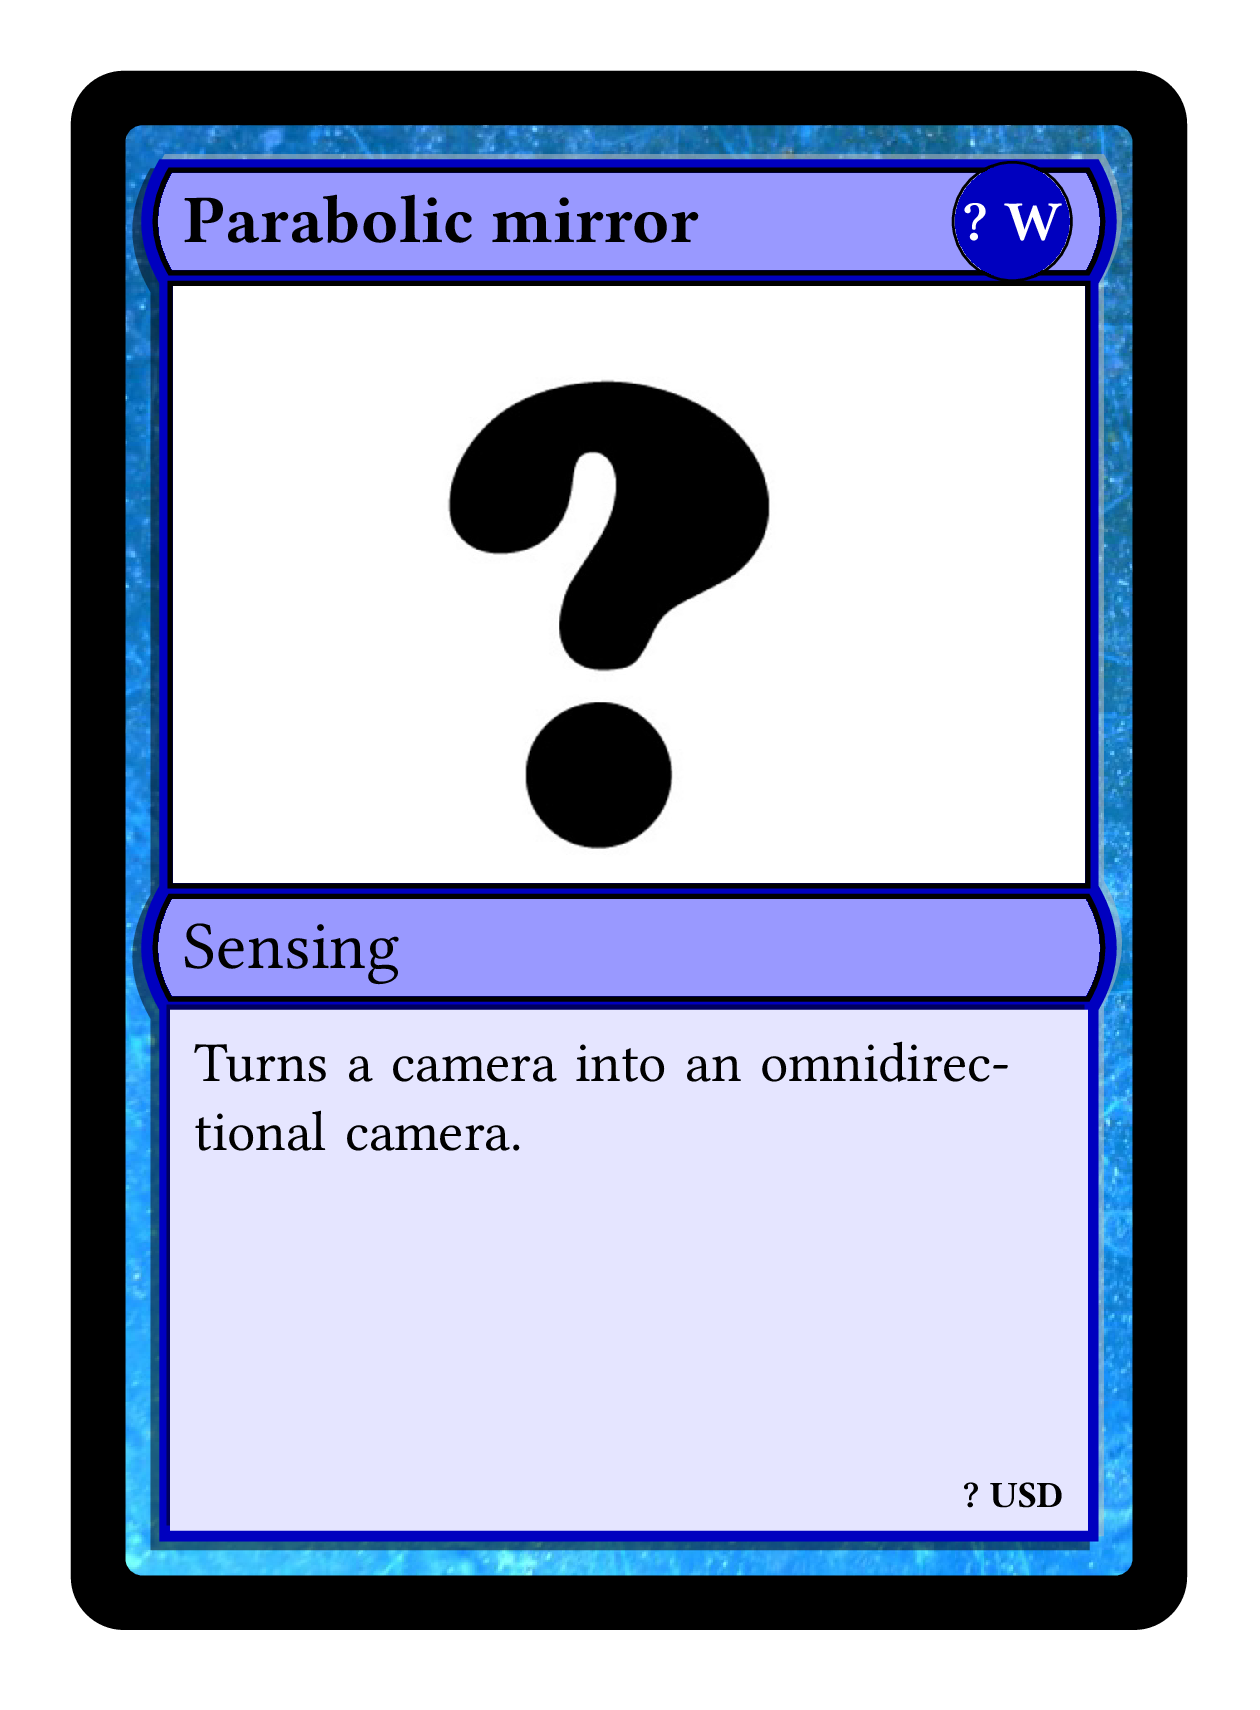 Parabolic mirror
? W
?
Sensing
Turns a camera into an omnidirec-
tional camera.
? USD